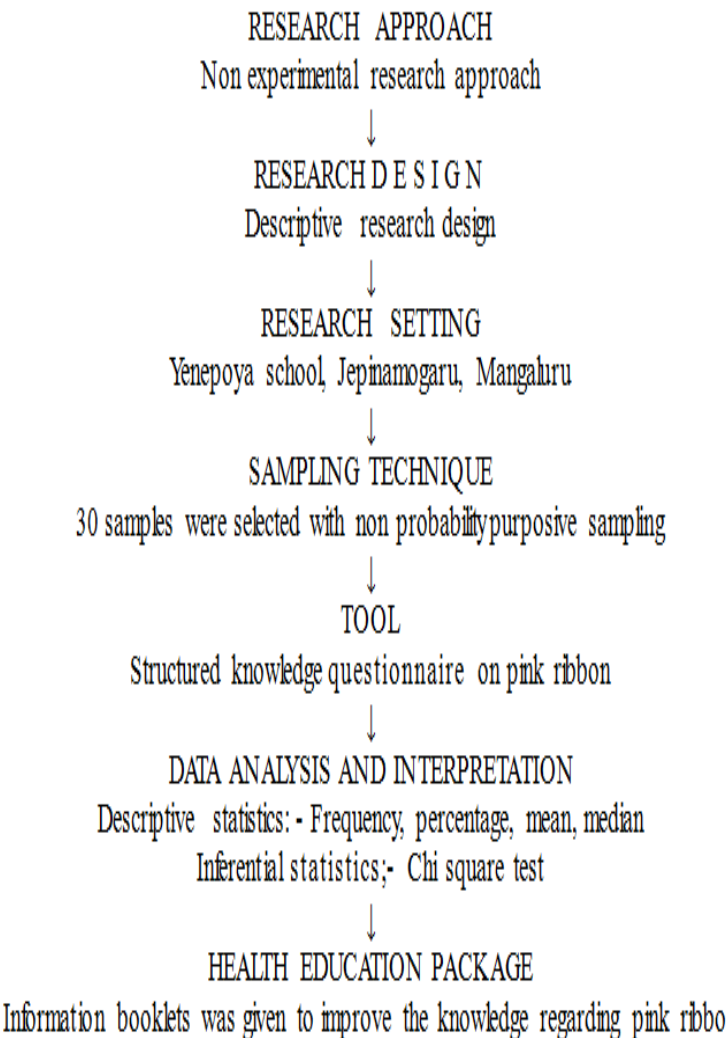 RESEARCH APPROACH
Non experimental research approach
↓
RESEARCH D E S I G N
Descriptive research design
↓
RESEARCH SETTING
Yenepoya school, Jepinamogaru, Mangaluru
↓
SAMPLING TECHNIQUE
30 samples were selected with non probability purposive sampling
↓
TOOL
Structured knowledge questionnaire on pink ribbon
↓
DATA ANALYSIS AND INTERPRETATION
Descriptive statistics: - Frequency, percentage, mean, median
Inferential statistics;- Chi square test
↓
HEALTH EDUCATION PACKAGE
Information booklets was given to improve the knowledge regarding pink ribbo